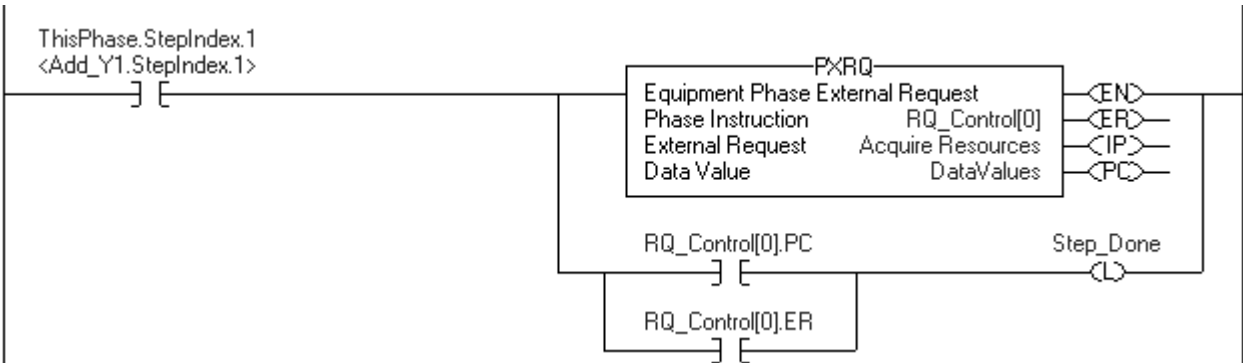 ThisPhase.StepIndex.1
<Add_Y1.StepIndex.1>
PXRQ
Equipment Phase External Request
Phase Instruction RQ_Control[0]
External Request Acquire Resources
Data Value DataValues
EN
ER
IP
PC
RQ_Control[0].PC
Step_Done
L
RQ_Control[0].ER